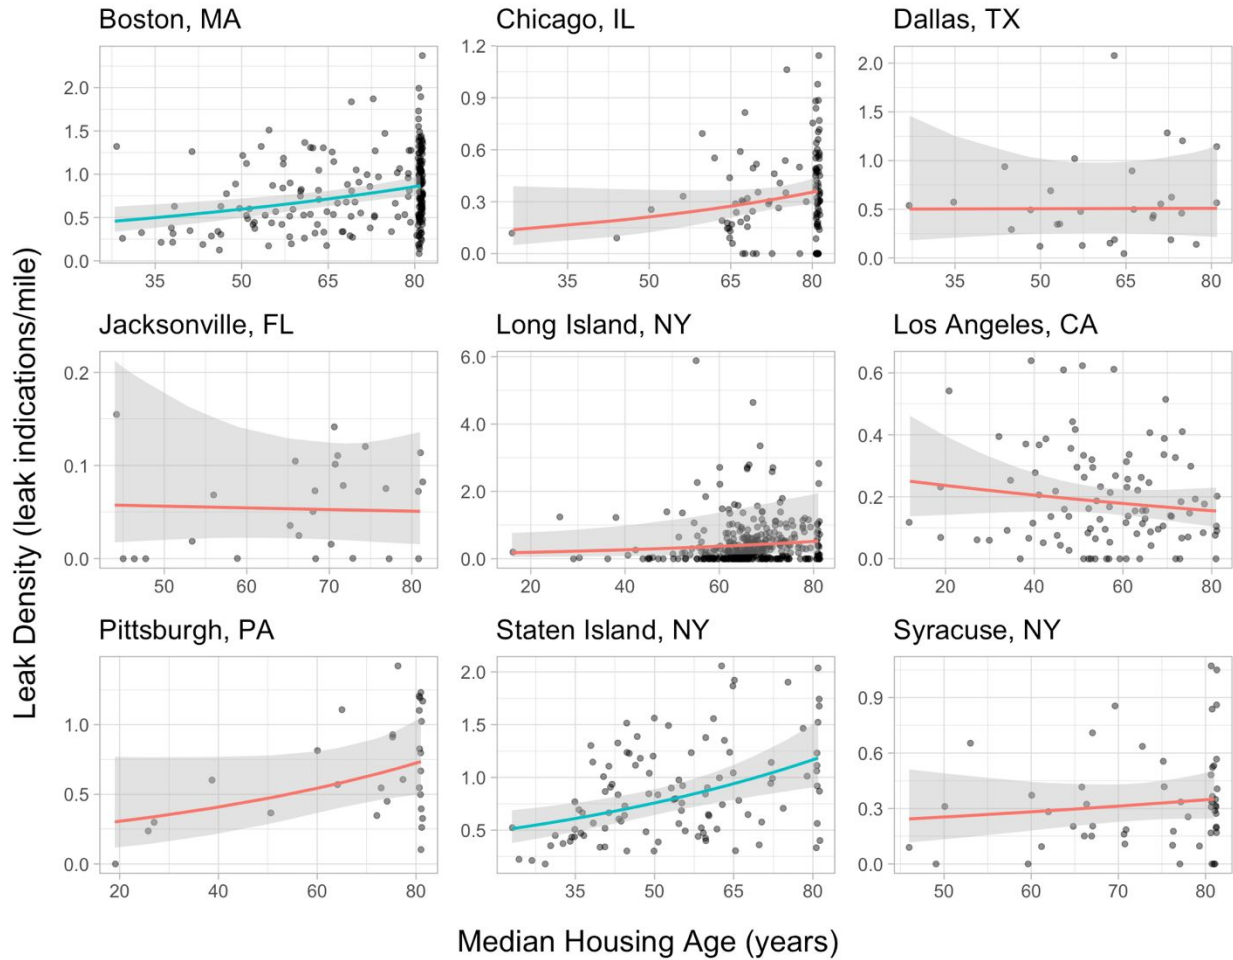 Leak Density (leak indications/mile)
Boston, MA
2.0
1.5
1.0
0.5
0.0
35 50 65 80
Chicago, IL
1.2
0.9
0.6
0.3
0.0
35 50 65 80
Dallas, TX
2.0
1.5
1.0
0.5
0.0
35 50 65 80
Jacksonville, FL
0.2
0.1
0.0
50 60 70 80
Long Island, NY
6.0
4.0
2.0
0.0
20 40 60 80
Los Angeles, CA
0.6
0.4
0.2
0.0
20 40 60 80
Pittsburgh, PA
1.0
0.5
0.0
20 40 60 80
Staten Island, NY
2.0
1.5
1.0
0.5
35 50 65 80
Syracuse, NY
0.9
0.6
0.3
0.0
50 60 70 80
Median Housing Age (years)